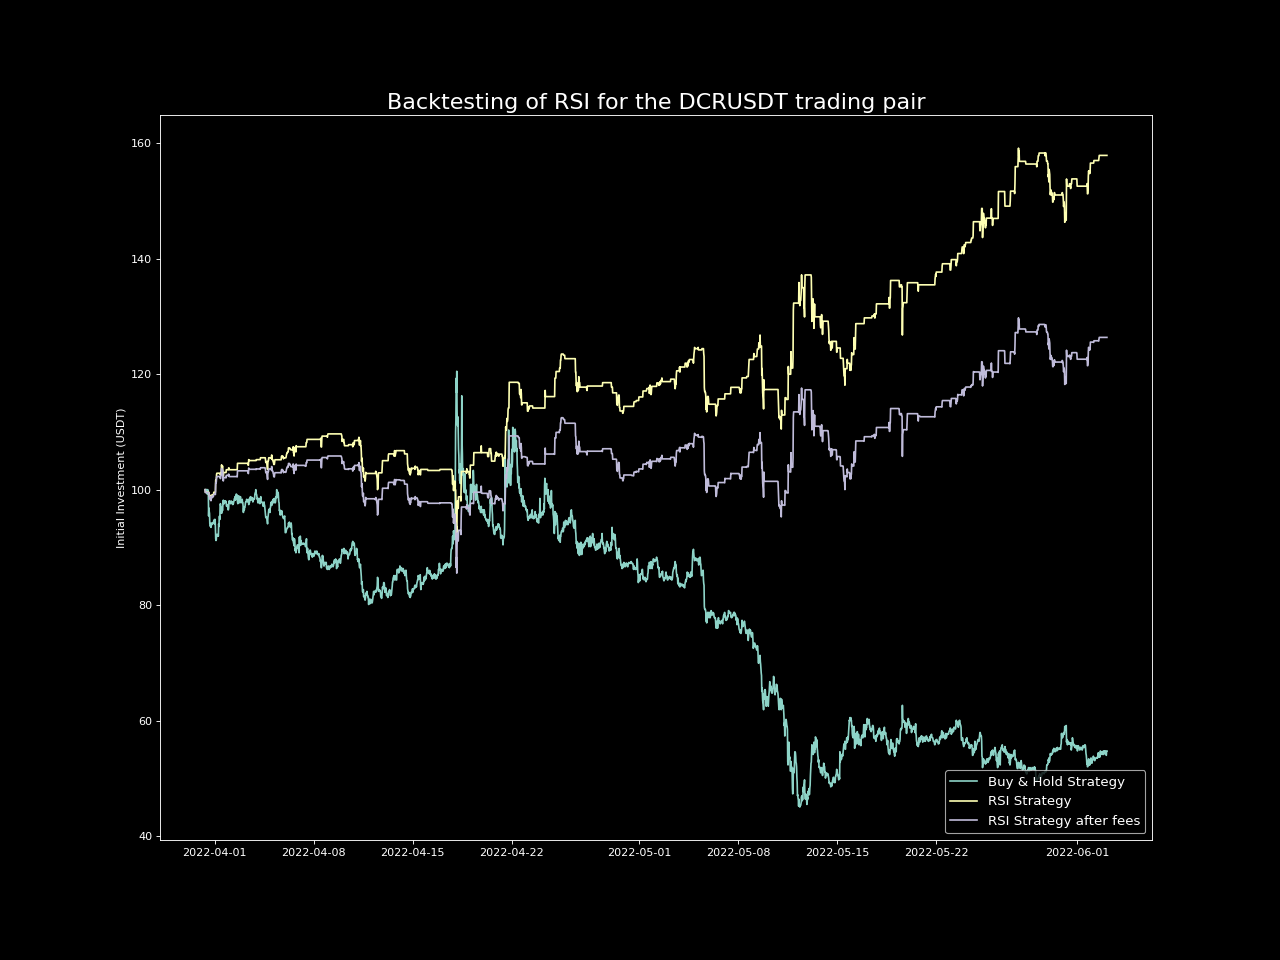 Backtesting of RSI for the DCRUSDT trading pair
Initial Investment (USDT)
160
140
120
100
80
60
40
2022-04-01 2022-04-08 2022-04-15 2022-04-22 2022-05-01 2022-05-08 2022-05-15 2022-05-22 2022-06-01
Buy & Hold Strategy
RSI Strategy
RSI Strategy after fees